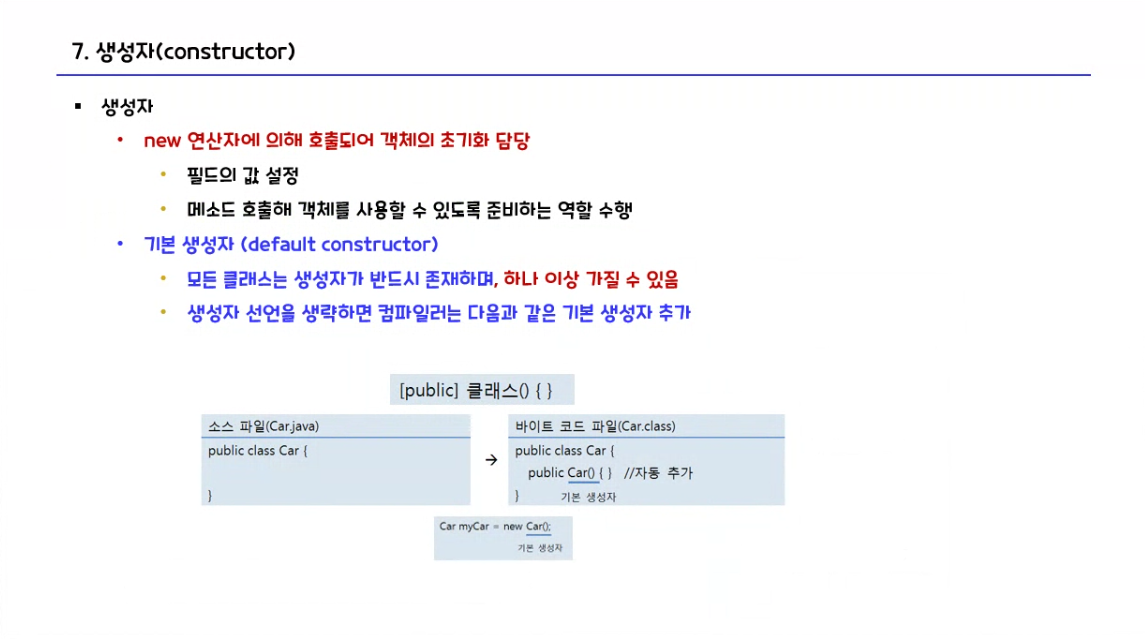 7. 생성자(constructor)
▪ 생성자
• new 연산자에 의해 호출되어 객체의 초기화 담당
• 필드의 값 설정
• 메소드 호출해 객체를 사용할 수 있도록 준비하는 역할 수행
• 기본 생성자 (default constructor)
• 모든 클래스는 생성자가 반드시 존재하며, 하나 이상 가질 수 있음
• 생성자 선언을 생략하면 컴파일러는 다음과 같은 기본 생성자 추가
[public] 클래스() { }
소스 파일(Car.java)
public class Car {
}
→
바이트 코드 파일(Car.class)
public class Car {
public Car() { } //자동 추가
} 기본 생성자
Car myCar = new Car();
기본 생성자